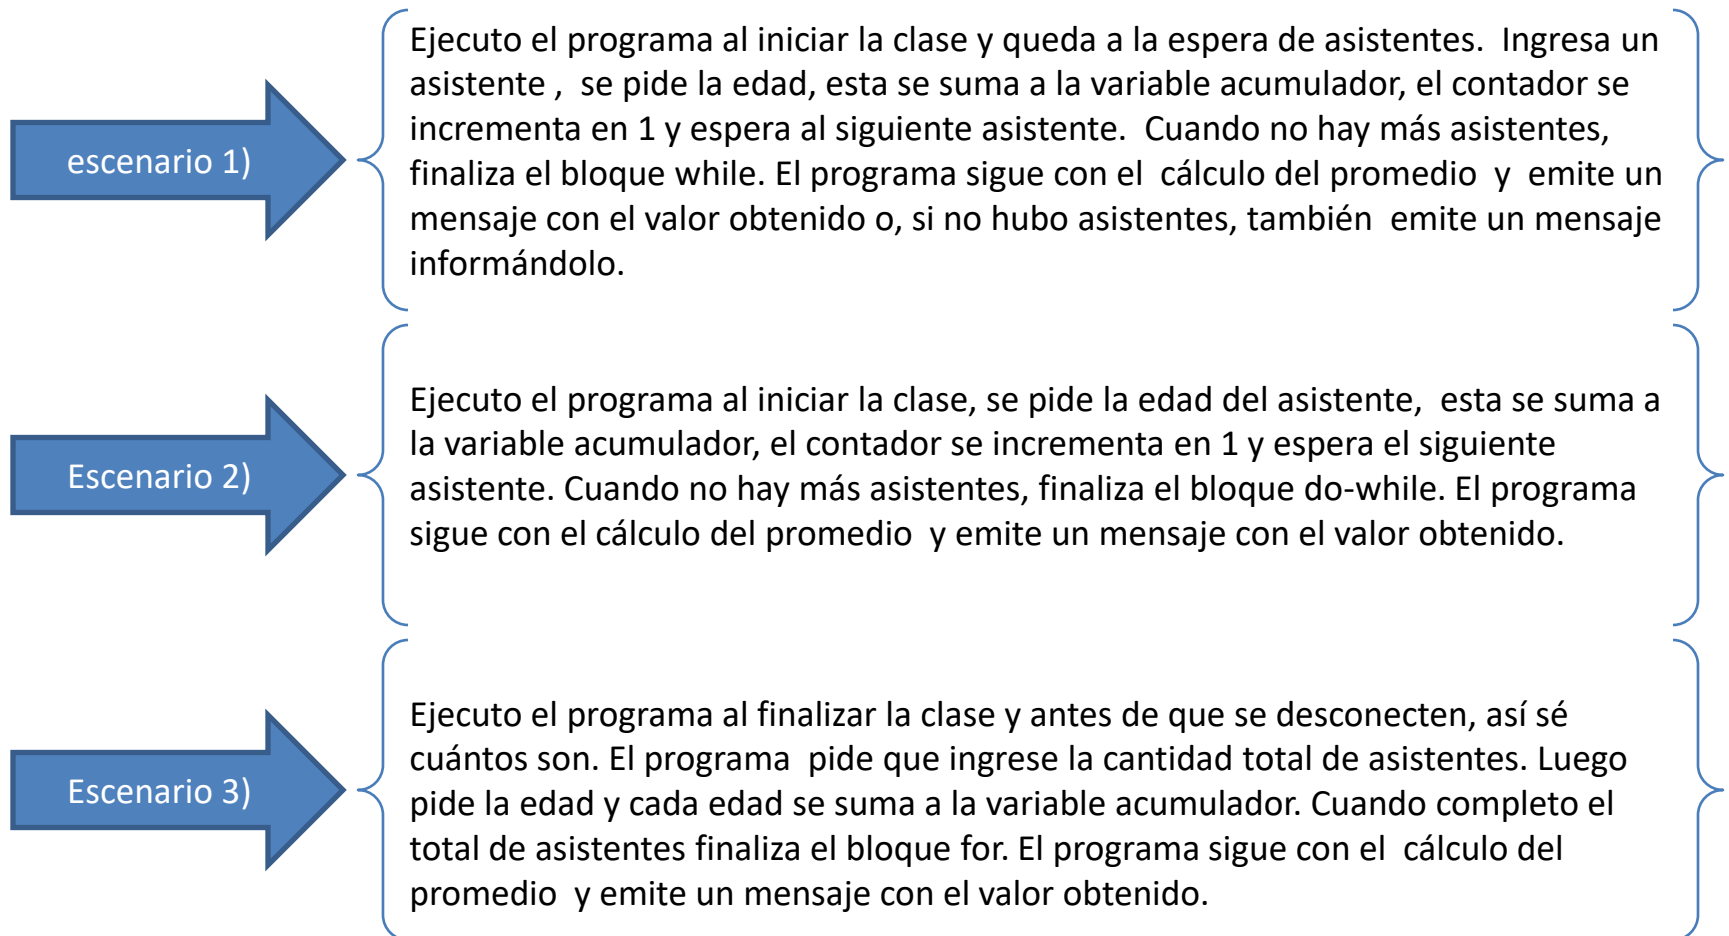 escenario 1)
Ejecuto el programa al iniciar la clase y queda a la espera de asistentes.  Ingresa un
asistente ,  se pide la edad, esta se suma a la variable acumulador, el contador se
incrementa en 1 y espera al siguiente asistente.  Cuando no hay más asistentes,
finaliza el bloque while. El programa sigue con el  cálculo del promedio  y  emite un
mensaje con el valor obtenido o, si no hubo asistentes, también  emite un mensaje
informándolo.
Escenario 2)
Ejecuto el programa al iniciar la clase, se pide la edad del asistente,  esta se suma a
la variable acumulador, el contador se incrementa en 1 y espera el siguiente
asistente. Cuando no hay más asistentes, finaliza el bloque do-while. El programa
sigue con el cálculo del promedio  y emite un mensaje con el valor obtenido.
Escenario 3)
Ejecuto el programa al finalizar la clase y antes de que se desconecten, así sé
cuántos son. El programa  pide que ingrese la cantidad total de asistentes. Luego
pide la edad y cada edad se suma a la variable acumulador. Cuando completo el
total de asistentes finaliza el bloque for. El programa sigue con el  cálculo del
promedio  y emite un mensaje con el valor obtenido.